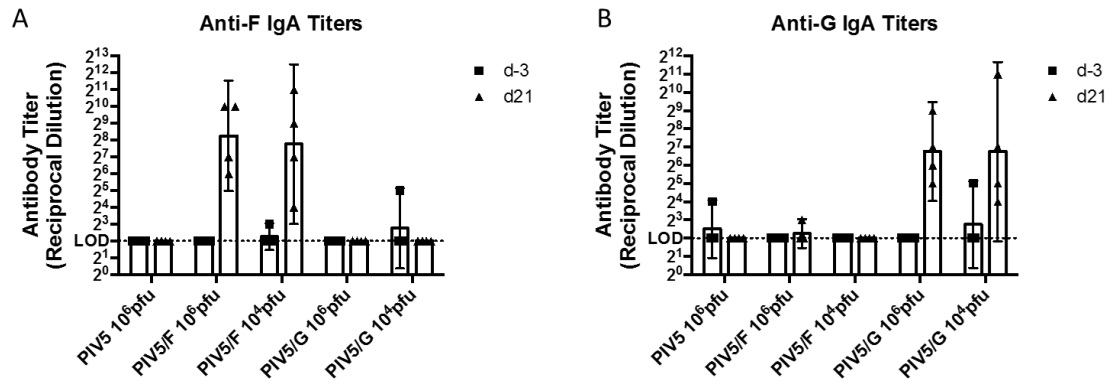 A
Anti-F IgA Titers
Antibody Titer
(Reciprocal Dilution)
2^13
2^12
2^11
2^10
2^9
2^8
2^7
2^6
2^5
2^4
2^3
LOD
2^1
2^0
d-3
d21
PIV5 10^6pfu
PIV5/F 10^6pfu
PIV5/F 10^4pfu
PIV5/G 10^6pfu
PIV5/G 10^4pfu
B
Anti-G IgA Titers
Antibody Titer
(Reciprocal Dilution)
2^12
2^11
2^10
2^9
2^8
2^7
2^6
2^5
2^4
2^3
LOD
2^1
2^0
d-3
d21
PIV5 10^6pfu
PIV5/F 10^6pfu
PIV5/F 10^4pfu
PIV5/G 10^6pfu
PIV5/G 10^4pfu